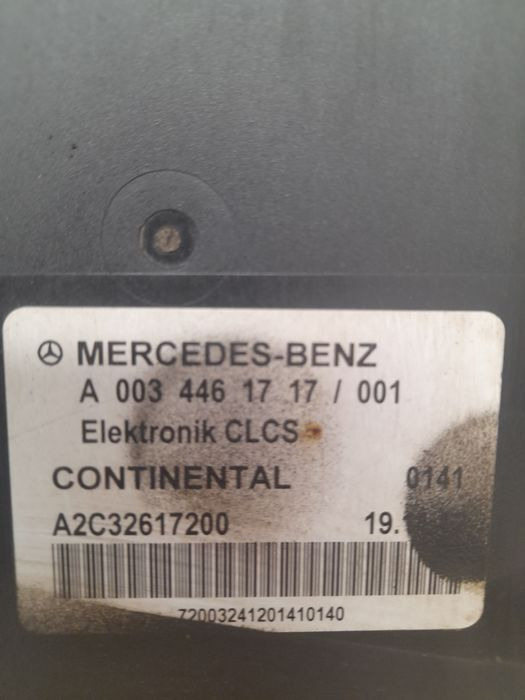 MERCEDES-BENZ
A 003 446 17 17 / 001
Elektronik CLCS
CONTINENTAL 0141
A2C32617200 19.
72003241201410140